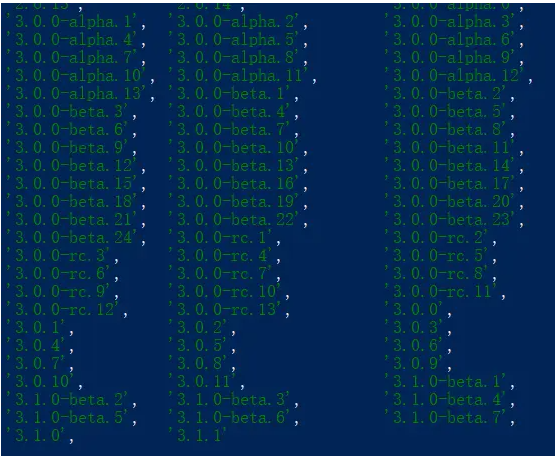 '3.0.0-alpha.1', '3.0.0-alpha.2', '3.0.0-alpha.3',
'3.0.0-alpha.4', '3.0.0-alpha.5', '3.0.0-alpha.6',
'3.0.0-alpha.7', '3.0.0-alpha.8', '3.0.0-alpha.9',
'3.0.0-alpha.10', '3.0.0-alpha.11', '3.0.0-alpha.12',
'3.0.0-alpha.13', '3.0.0-beta.1', '3.0.0-beta.2',
'3.0.0-beta.3', '3.0.0-beta.4', '3.0.0-beta.5',
'3.0.0-beta.6', '3.0.0-beta.7', '3.0.0-beta.8',
'3.0.0-beta.9', '3.0.0-beta.10', '3.0.0-beta.11',
'3.0.0-beta.12', '3.0.0-beta.13', '3.0.0-beta.14',
'3.0.0-beta.15', '3.0.0-beta.16', '3.0.0-beta.17',
'3.0.0-beta.18', '3.0.0-beta.19', '3.0.0-beta.20',
'3.0.0-beta.21', '3.0.0-beta.22', '3.0.0-beta.23',
'3.0.0-beta.24', '3.0.0-rc.1', '3.0.0-rc.2',
'3.0.0-rc.3', '3.0.0-rc.4', '3.0.0-rc.5',
'3.0.0-rc.6', '3.0.0-rc.7', '3.0.0-rc.8',
'3.0.0-rc.9', '3.0.0-rc.10', '3.0.0-rc.11',
'3.0.0-rc.12', '3.0.0-rc.13', '3.0.0',
'3.0.1', '3.0.2', '3.0.3',
'3.0.4', '3.0.5', '3.0.6',
'3.0.7', '3.0.8', '3.0.9',
'3.0.10', '3.0.11', '3.1.0-beta.1',
'3.1.0-beta.2', '3.1.0-beta.3', '3.1.0-beta.4',
'3.1.0-beta.5', '3.1.0-beta.6', '3.1.0-beta.7',
'3.1.0', '3.1.1'